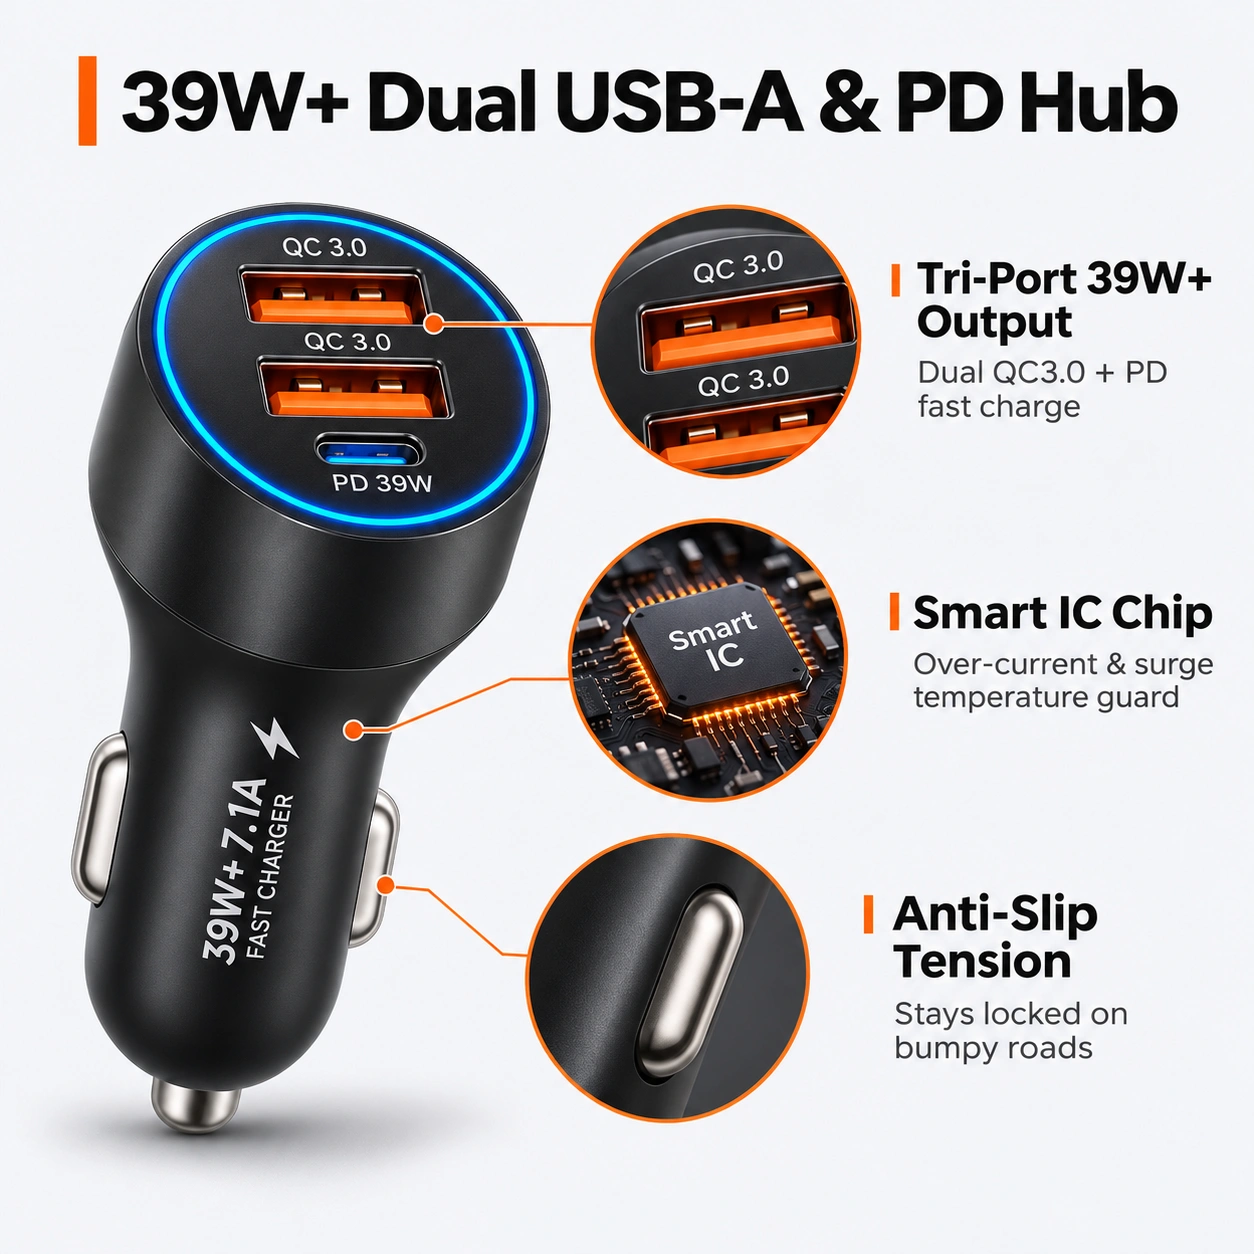 39W+ Dual USB-A & PD Hub
QC 3.0
QC 3.0
PD 39W
39W+ 7.1A
FAST CHARGER
QC 3.0
QC 3.0
Tri-Port 39W+
Output
Dual QC3.0 + PD
fast charge
Smart
IC
Smart IC Chip
Over-current & surge
temperature guard
Anti-Slip
Tension
Stays locked on
bumpy roads